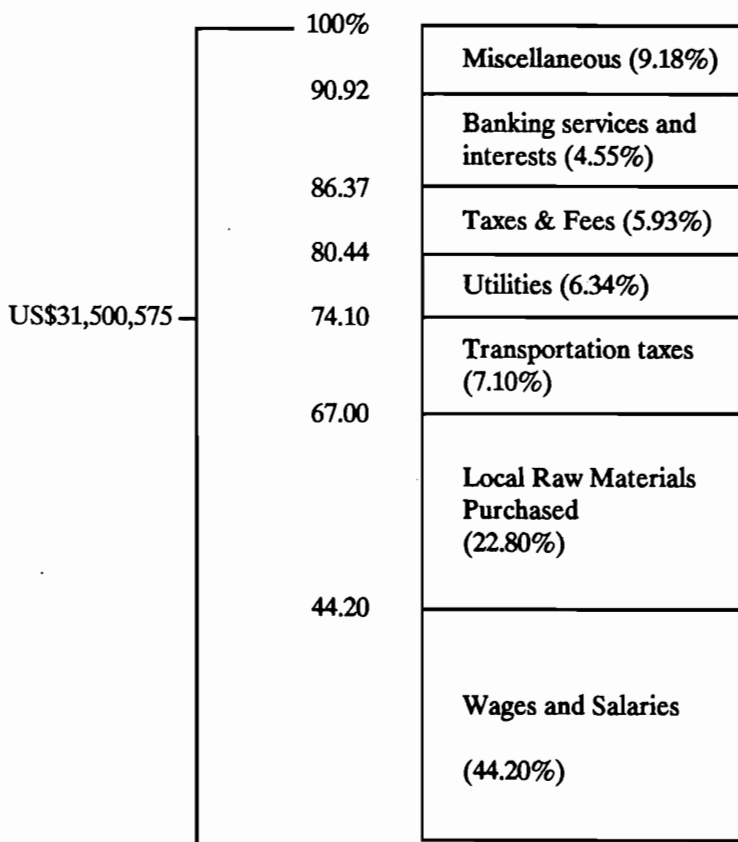 100%
Miscellaneous (9.18%)
90.92
Banking services and
interests (4.55%)
86.37
Taxes & Fees (5.93%)
80.44
Utilities (6.34%)
US$31,500,575
74.10
Transportation taxes
(7.10%)
67.00
Local Raw Materials
Purchased
(22.80%)
44.20
Wages and Salaries
(44.20%)